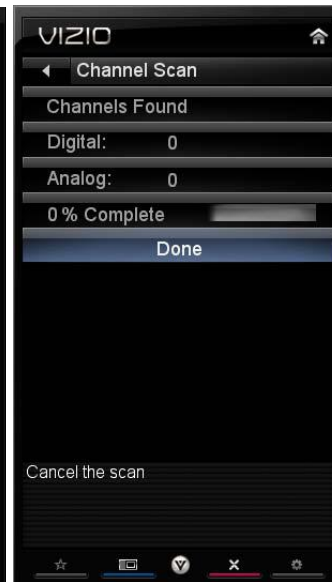 VIZIO
Channel Scan
Channels Found
Digital: 0
Analog: 0
0 % Complete
Done
Cancel the scan
V